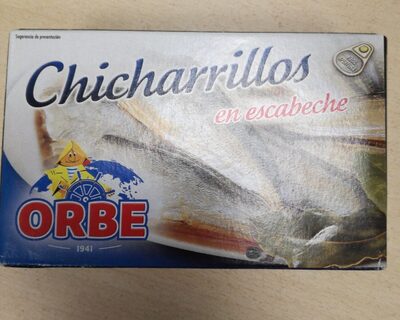 Sugerencia de presentación
Chicharrillos
en escabeche
ORBE
1941